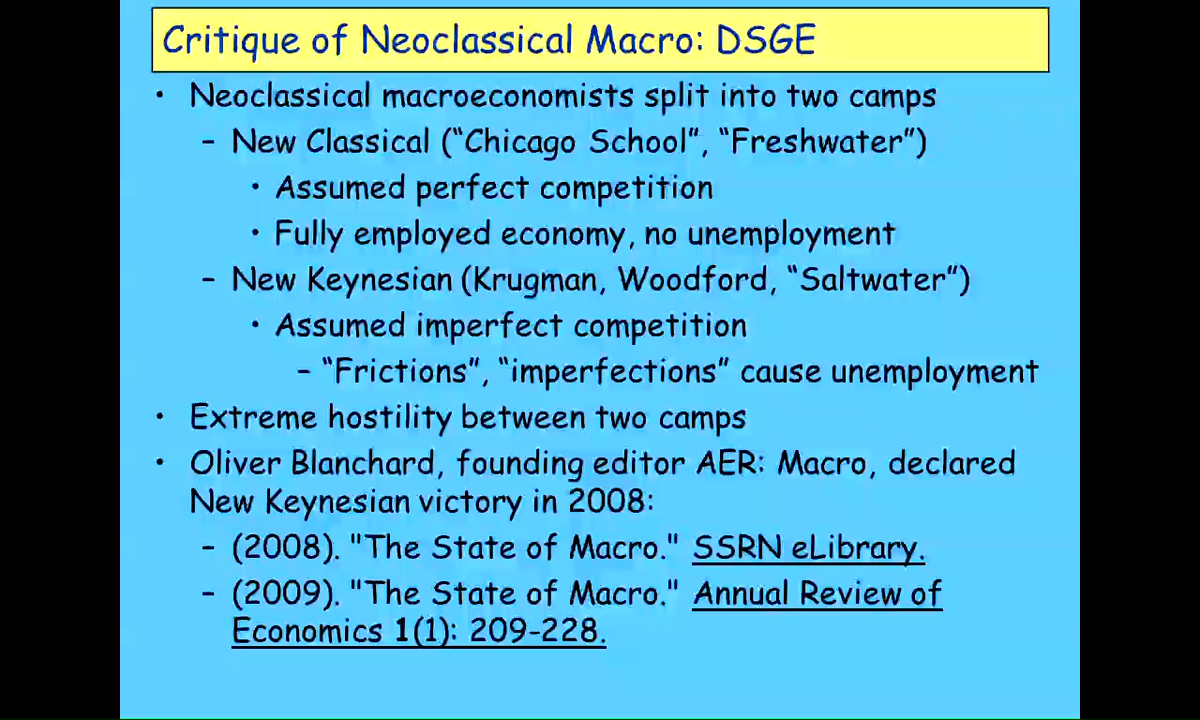 Critique of Neoclassical Macro: DSGE
• Neoclassical macroeconomists split into two camps
– New Classical (“Chicago School”, “Freshwater”)
• Assumed perfect competition
• Fully employed economy, no unemployment
– New Keynesian (Krugman, Woodford, “Saltwater”)
• Assumed imperfect competition
– “Frictions”, “imperfections” cause unemployment
• Extreme hostility between two camps
• Oliver Blanchard, founding editor AER: Macro, declared
New Keynesian victory in 2008:
– (2008). "The State of Macro." SSRN eLibrary.
– (2009). "The State of Macro." Annual Review of
Economics 1(1): 209-228.